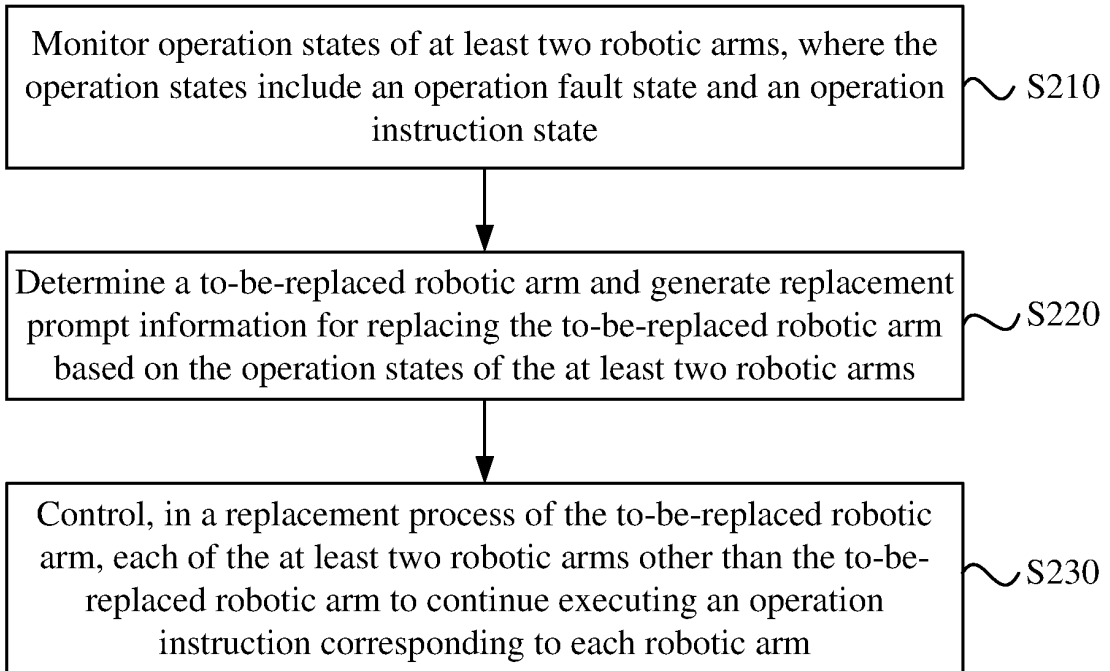 Monitor operation states of at least two robotic arms, where the
operation states include an operation fault state and an operation
instruction state
S210
Determine a to-be-replaced robotic arm and generate replacement
prompt information for replacing the to-be-replaced robotic arm
based on the operation states of the at least two robotic arms
S220
Control, in a replacement process of the to-be-replaced robotic
arm, each of the at least two robotic arms other than the to-be-
replaced robotic arm to continue executing an operation
instruction corresponding to each robotic arm
S230